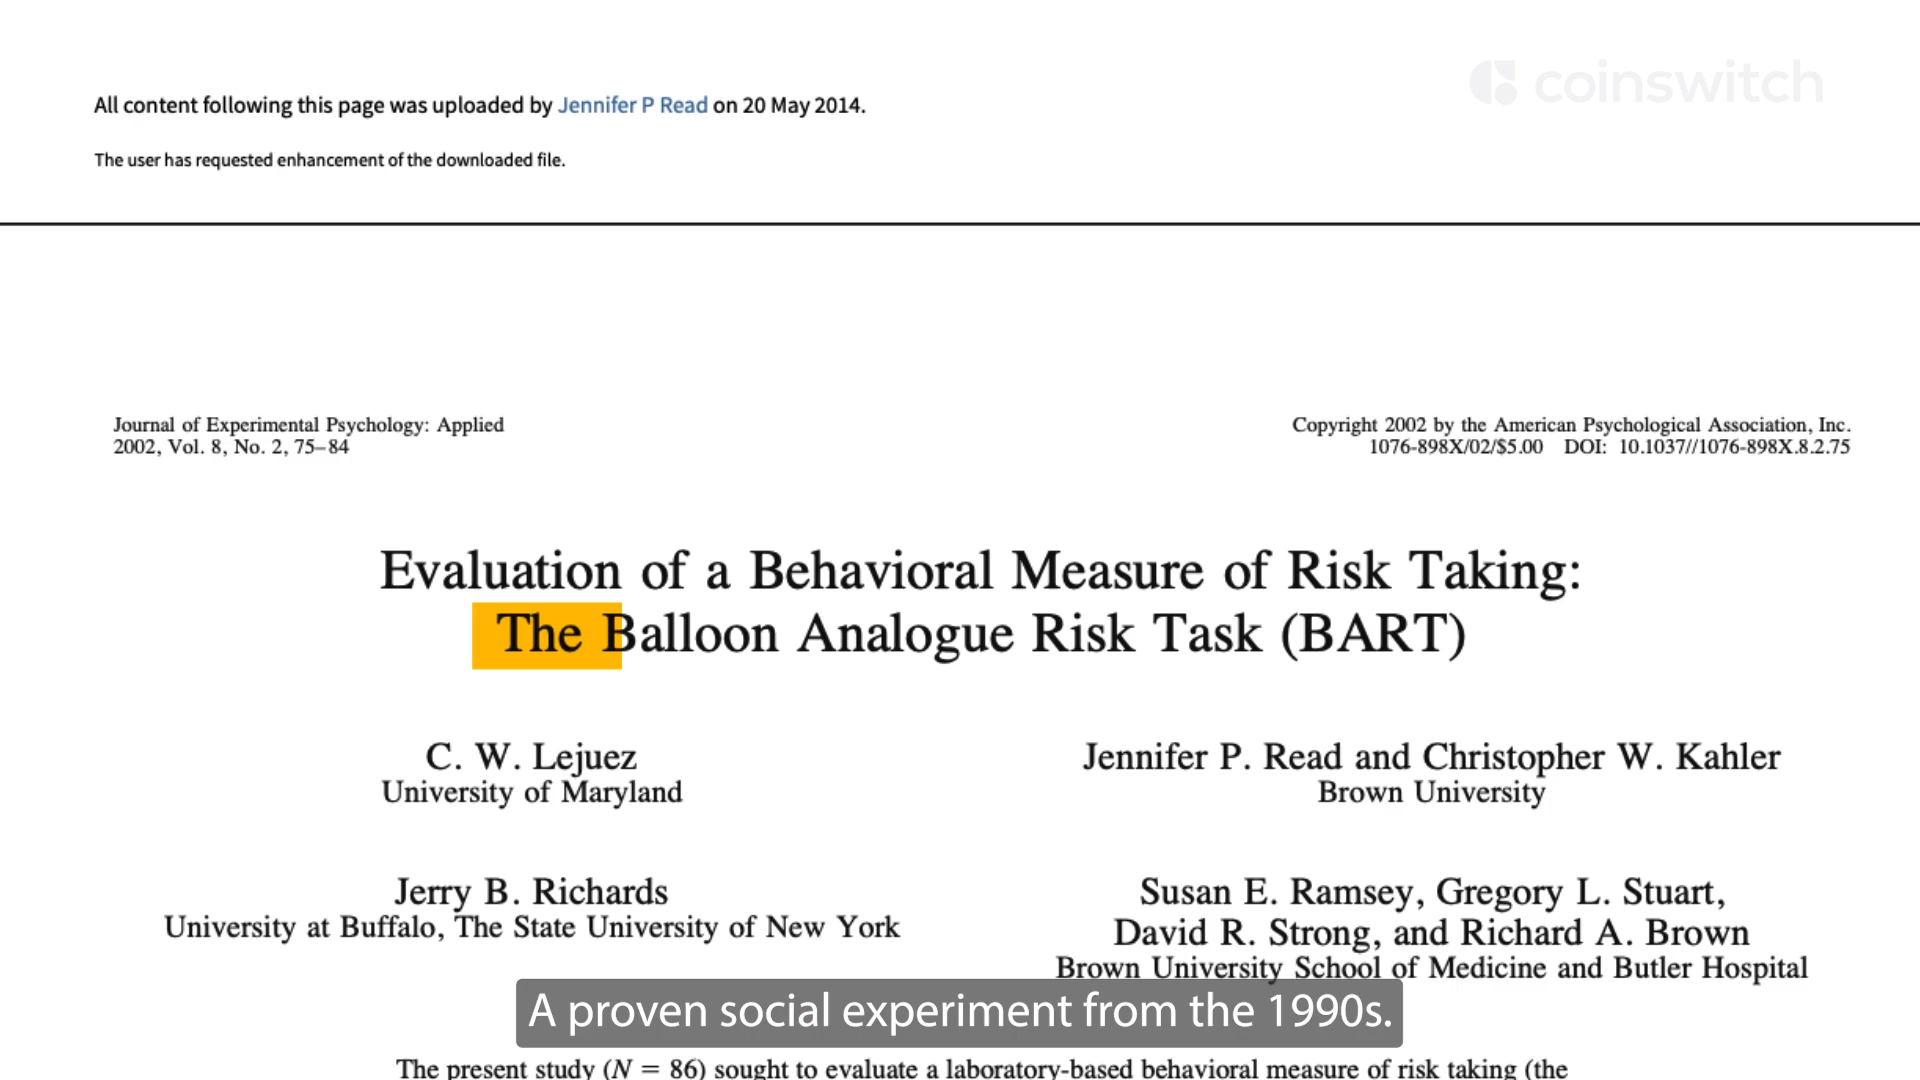 coinswitch
All content following this page was uploaded by Jennifer P Read on 20 May 2014.
The user has requested enhancement of the downloaded file.
Journal of Experimental Psychology: Applied
2002, Vol. 8, No. 2, 75–84
Copyright 2002 by the American Psychological Association, Inc.
1076-898X/02/$5.00 DOI: 10.1037//1076-898X.8.2.75
Evaluation of a Behavioral Measure of Risk Taking:
The Balloon Analogue Risk Task (BART)
C. W. Lejuez
University of Maryland
Jennifer P. Read and Christopher W. Kahler
Brown University
Jerry B. Richards
University at Buffalo, The State University of New York
Susan E. Ramsey, Gregory L. Stuart,
David R. Strong, and Richard A. Brown
Brown University School of Medicine and Butler Hospital
A proven social experiment from the 1990s.
The present study (N = 86) sought to evaluate a laboratory-based behavioral measure of risk taking (the